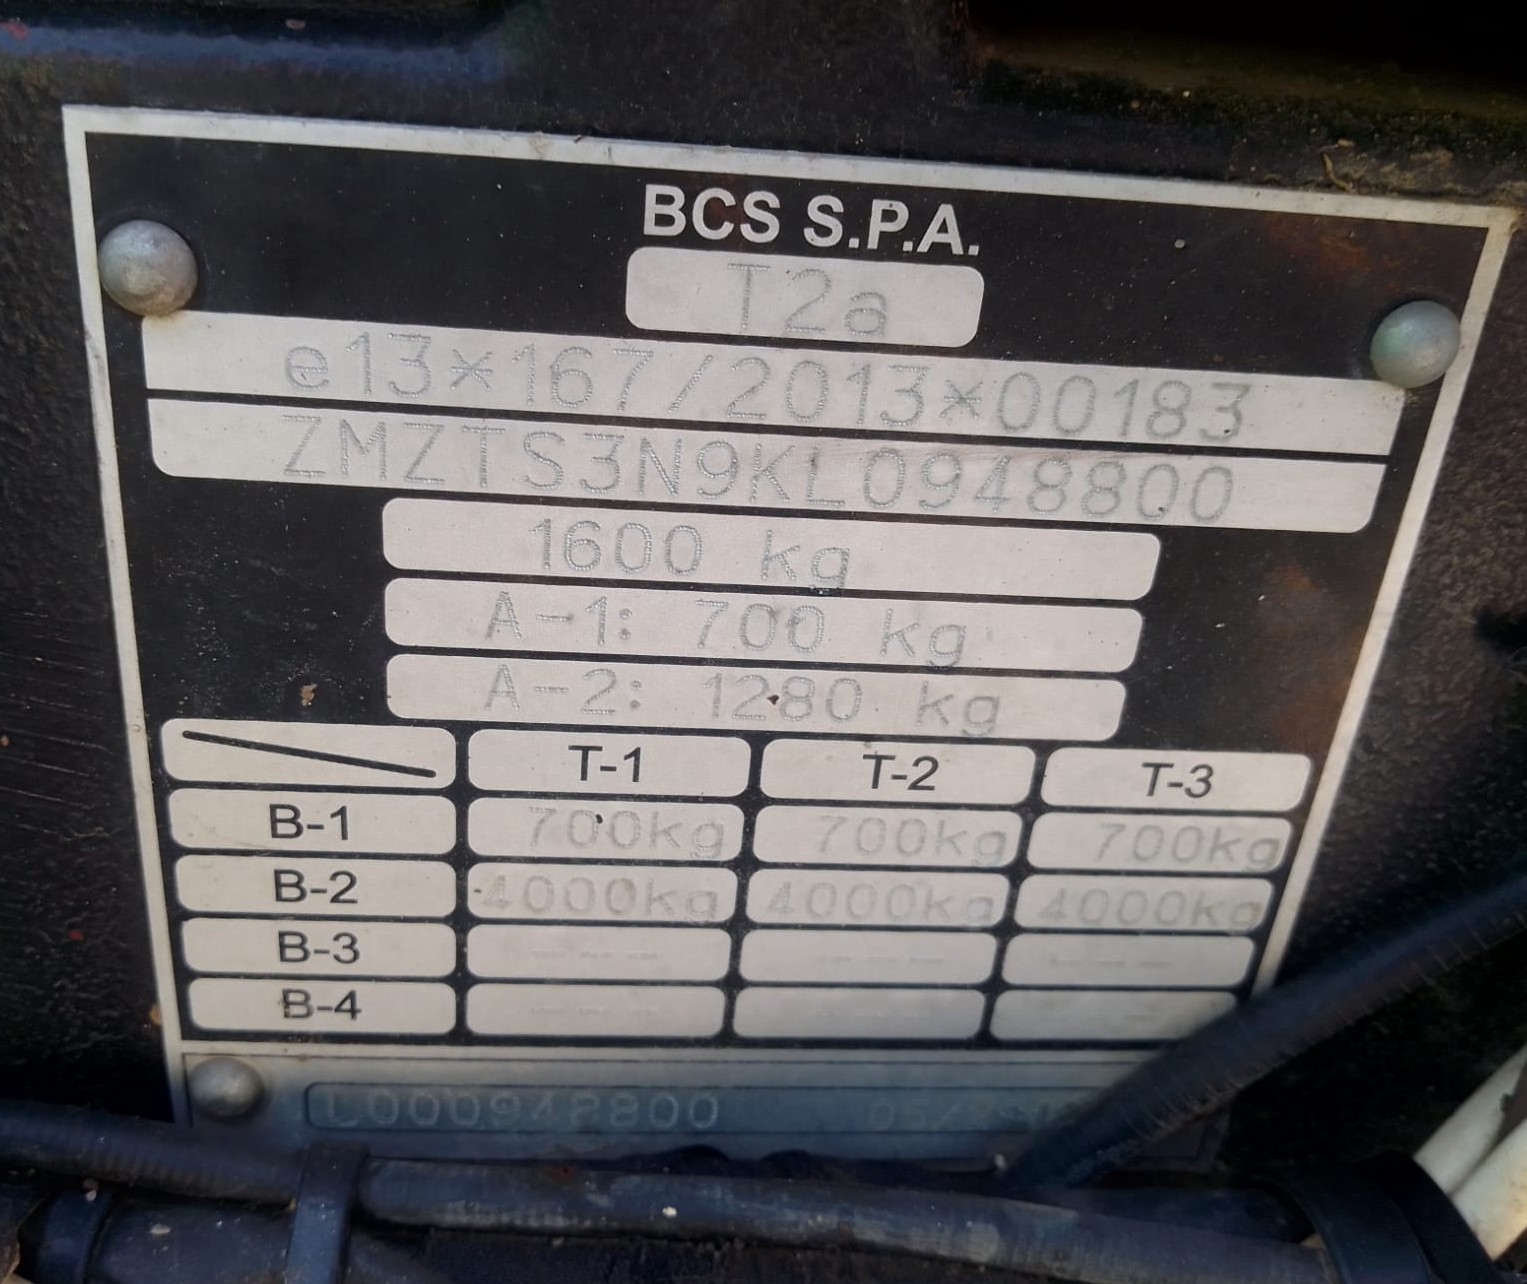 BCS S.P.A.
T2a
e13*167/2013*00183
ZMZTS3N9KL0948800
1600 kg
A-1: 700 kg
A-2: 1280 kg
T-1 T-2 T-3
B-1 700kg 700kg 700kg
B-2 4000kg 4000kg 4000kg
B-3 ---- ---- ----
B-4 ---- ---- ----
L000948800